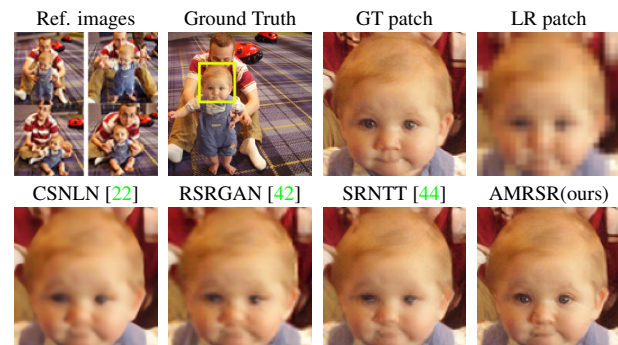 Ref. images Ground Truth GT patch LR patch
CSNLN [22] RSRGAN [42] SRNTT [44] AMRSR(ours)